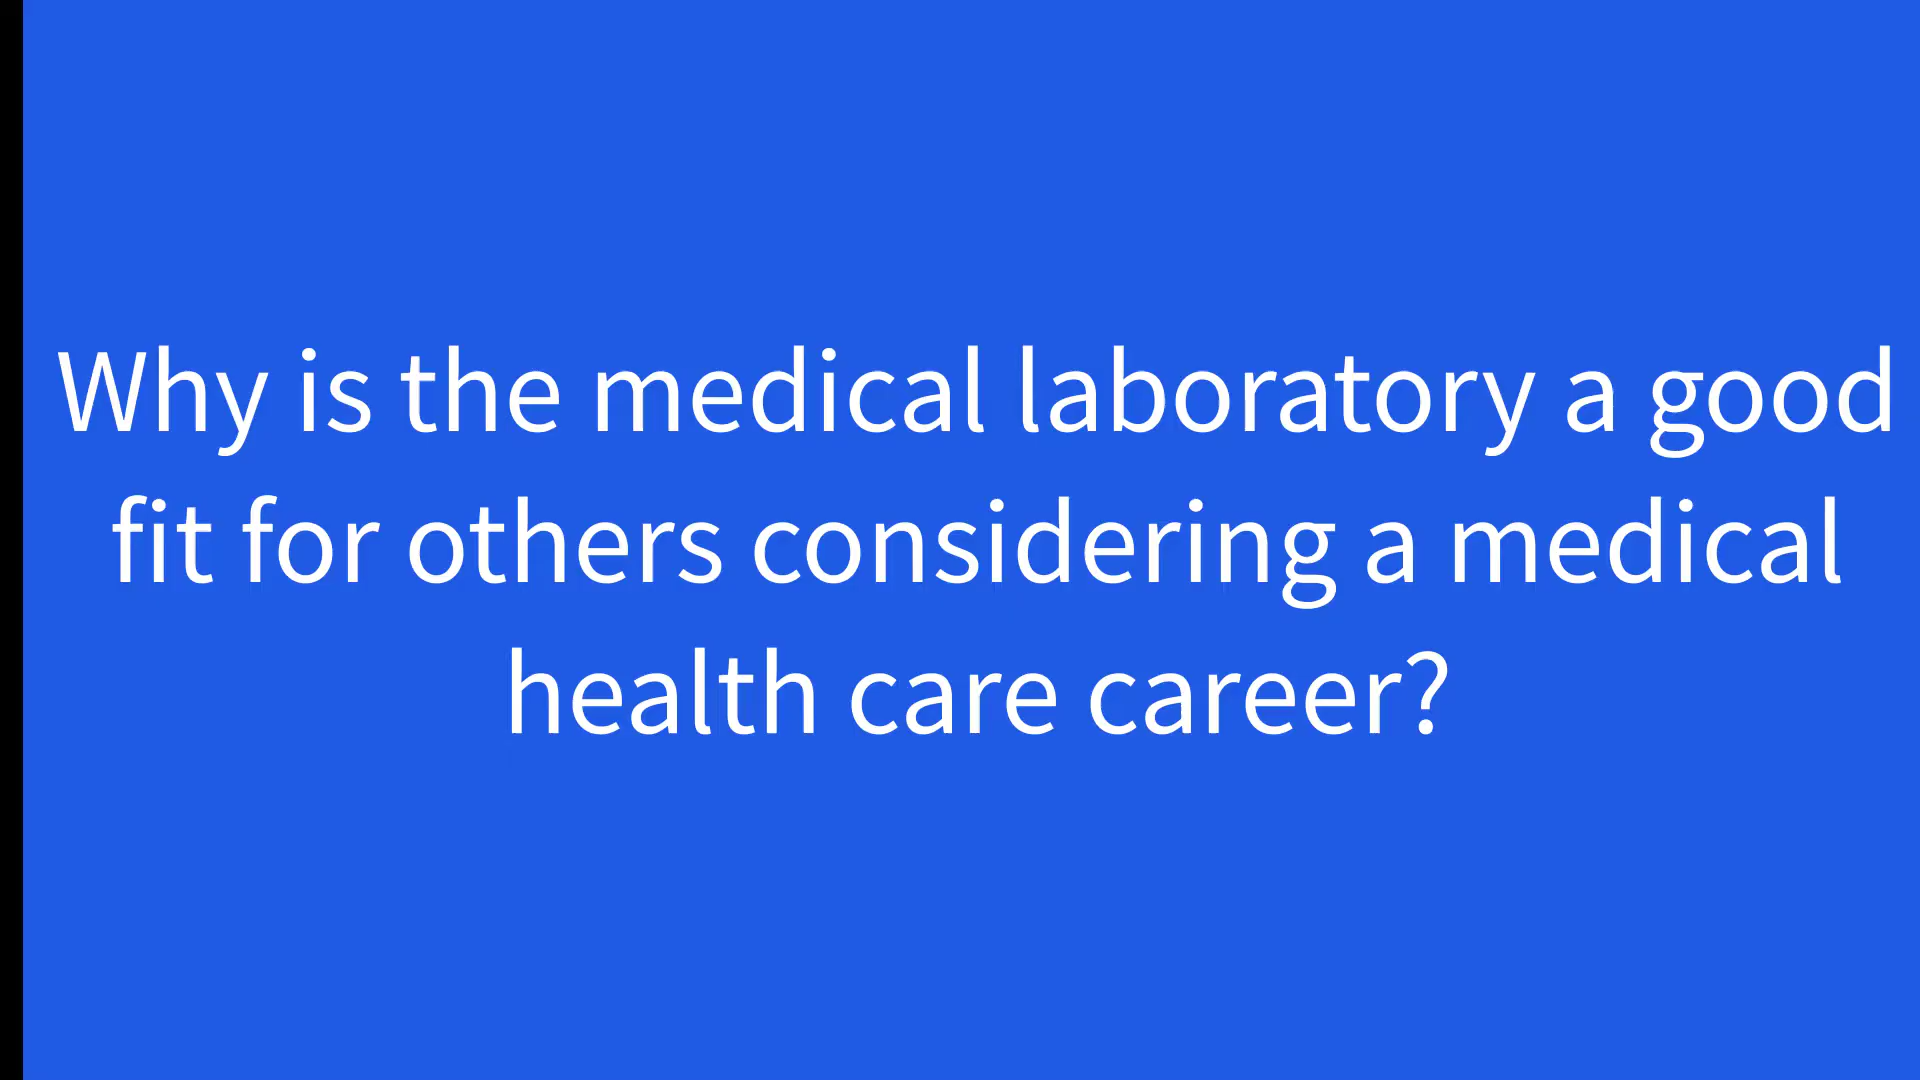 Why is the medical laboratory a good
fit for others considering a medical
health care career?